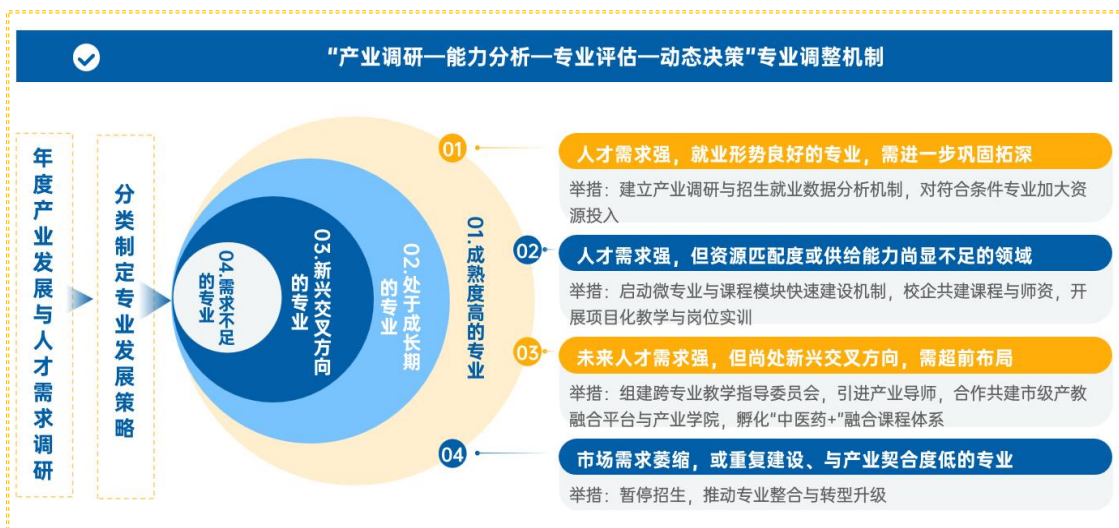 “产业调研—能力分析—专业评估—动态决策”专业调整机制
年度产业发展与人才需求调研
分类制定专业发展策略
04.需求不足
的专业
03.新兴交叉方向
的专业
02.处于成长期
的专业
01.成熟度高的专业
01
人才需求强，就业形势良好的专业，需进一步巩固拓深
举措：建立产业调研与招生就业数据分析机制，对符合条件专业加大资
源投入
02
人才需求强，但资源匹配度或供给能力尚显不足的领域
举措：启动微专业与课程模块快速建设机制，校企共建课程与师资，开
展项目化教学与岗位实训
03
未来人才需求强，但尚处新兴交叉方向，需超前布局
举措：组建跨专业教学指导委员会，引进产业导师，合作共建市级产教
融合平台与产业学院，孵化“中医药+”融合课程体系
04
市场需求萎缩，或重复建设、与产业契合度低的专业
举措：暂停招生，推动专业整合与转型升级